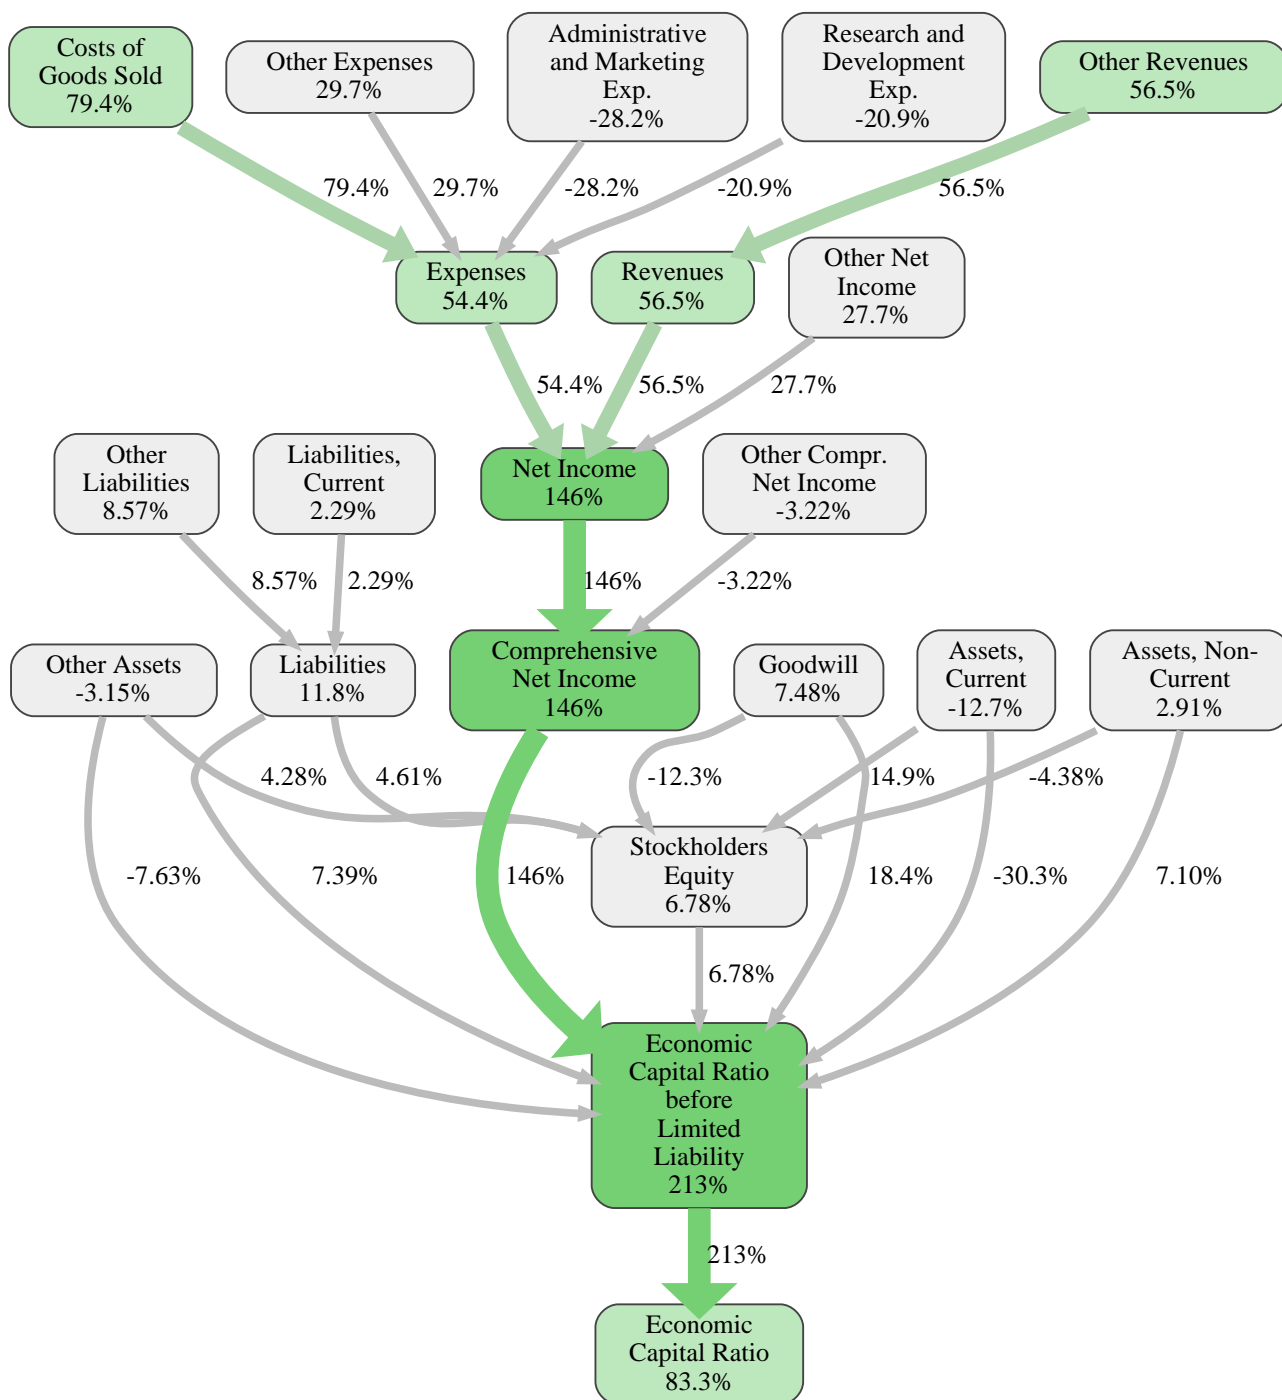 Costs of
Goods Sold
79.4%
Other Expenses
29.7%
Administrative
and Marketing
Exp.
-28.2%
Research and
Development
Exp.
-20.9%
Other Revenues
56.5%
79.4%
29.7%
-28.2%
-20.9%
56.5%
Expenses
54.4%
Revenues
56.5%
Other Net
Income
27.7%
54.4%
56.5%
27.7%
Other
Liabilities
8.57%
Liabilities,
Current
2.29%
Net Income
146%
Other Compr.
Net Income
-3.22%
8.57%
2.29%
146%
-3.22%
Other Assets
-3.15%
Liabilities
11.8%
Comprehensive
Net Income
146%
Goodwill
7.48%
Assets,
Current
-12.7%
Assets, Non-
Current
2.91%
4.28%
4.61%
-12.3%
14.9%
-4.38%
Stockholders
Equity
6.78%
-7.63%
7.39%
146%
18.4%
-30.3%
7.10%
6.78%
Economic
Capital Ratio
before
Limited
Liability
213%
213%
Economic
Capital Ratio
83.3%